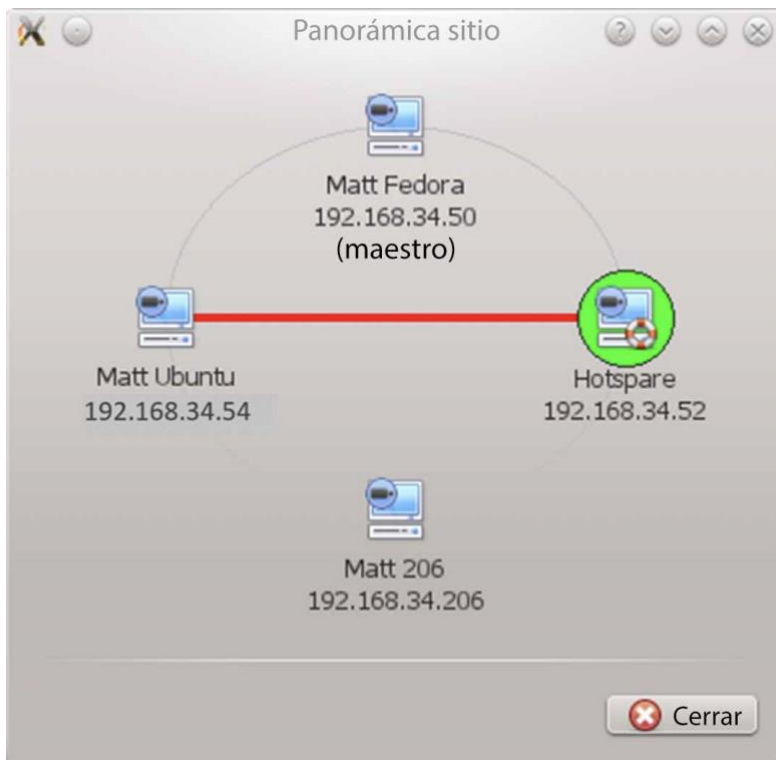 Panorámica sitio
Matt Fedora
192.168.34.50
(maestro)
Matt Ubuntu
192.168.34.54
Hotspare
192.168.34.52
Matt 206
192.168.34.206
Cerrar